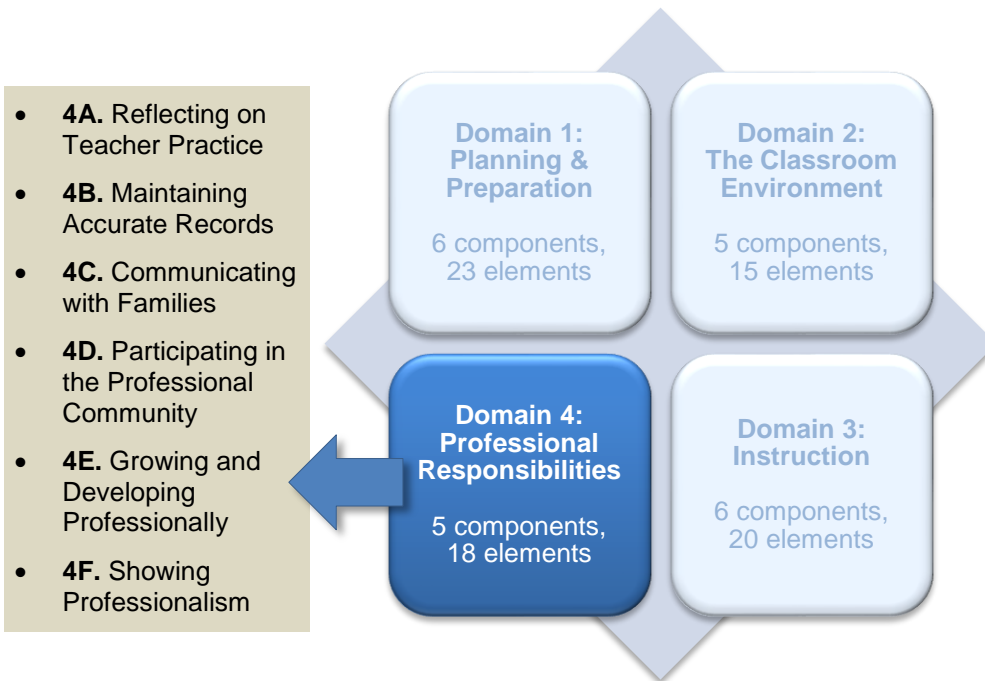 • 4A. Reflecting on
Teacher Practice
• 4B. Maintaining
Accurate Records
• 4C. Communicating
with Families
• 4D. Participating in
the Professional
Community
• 4E. Growing and
Developing
Professionally
• 4F. Showing
Professionalism
Domain 1:
Planning &
Preparation
6 components,
23 elements
Domain 2:
The Classroom
Environment
5 components,
15 elements
Domain 4:
Professional
Responsibilities
5 components,
18 elements
Domain 3:
Instruction
6 components,
20 elements